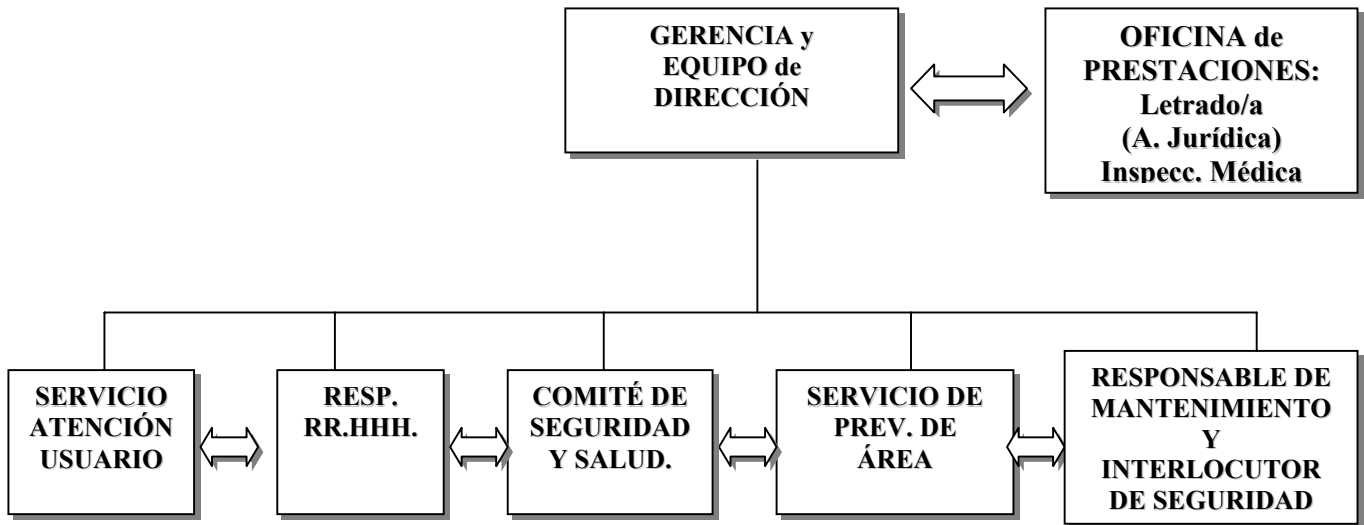 GERENCIA y
EQUIPO de
DIRECCIÓN
OFICINA de
PRESTACIONES:
Letrado/a
(A. Jurídica)
Inspecc. Médica
SERVICIO
ATENCIÓN
USUARIO
RESP.
RR.HHH.
COMITÉ DE
SEGURIDAD
Y SALUD.
SERVICIO DE
PREV. DE
ÁREA
RESPONSABLE DE
MANTENIMIENTO
Y
INTERLOCUTOR
DE SEGURIDAD